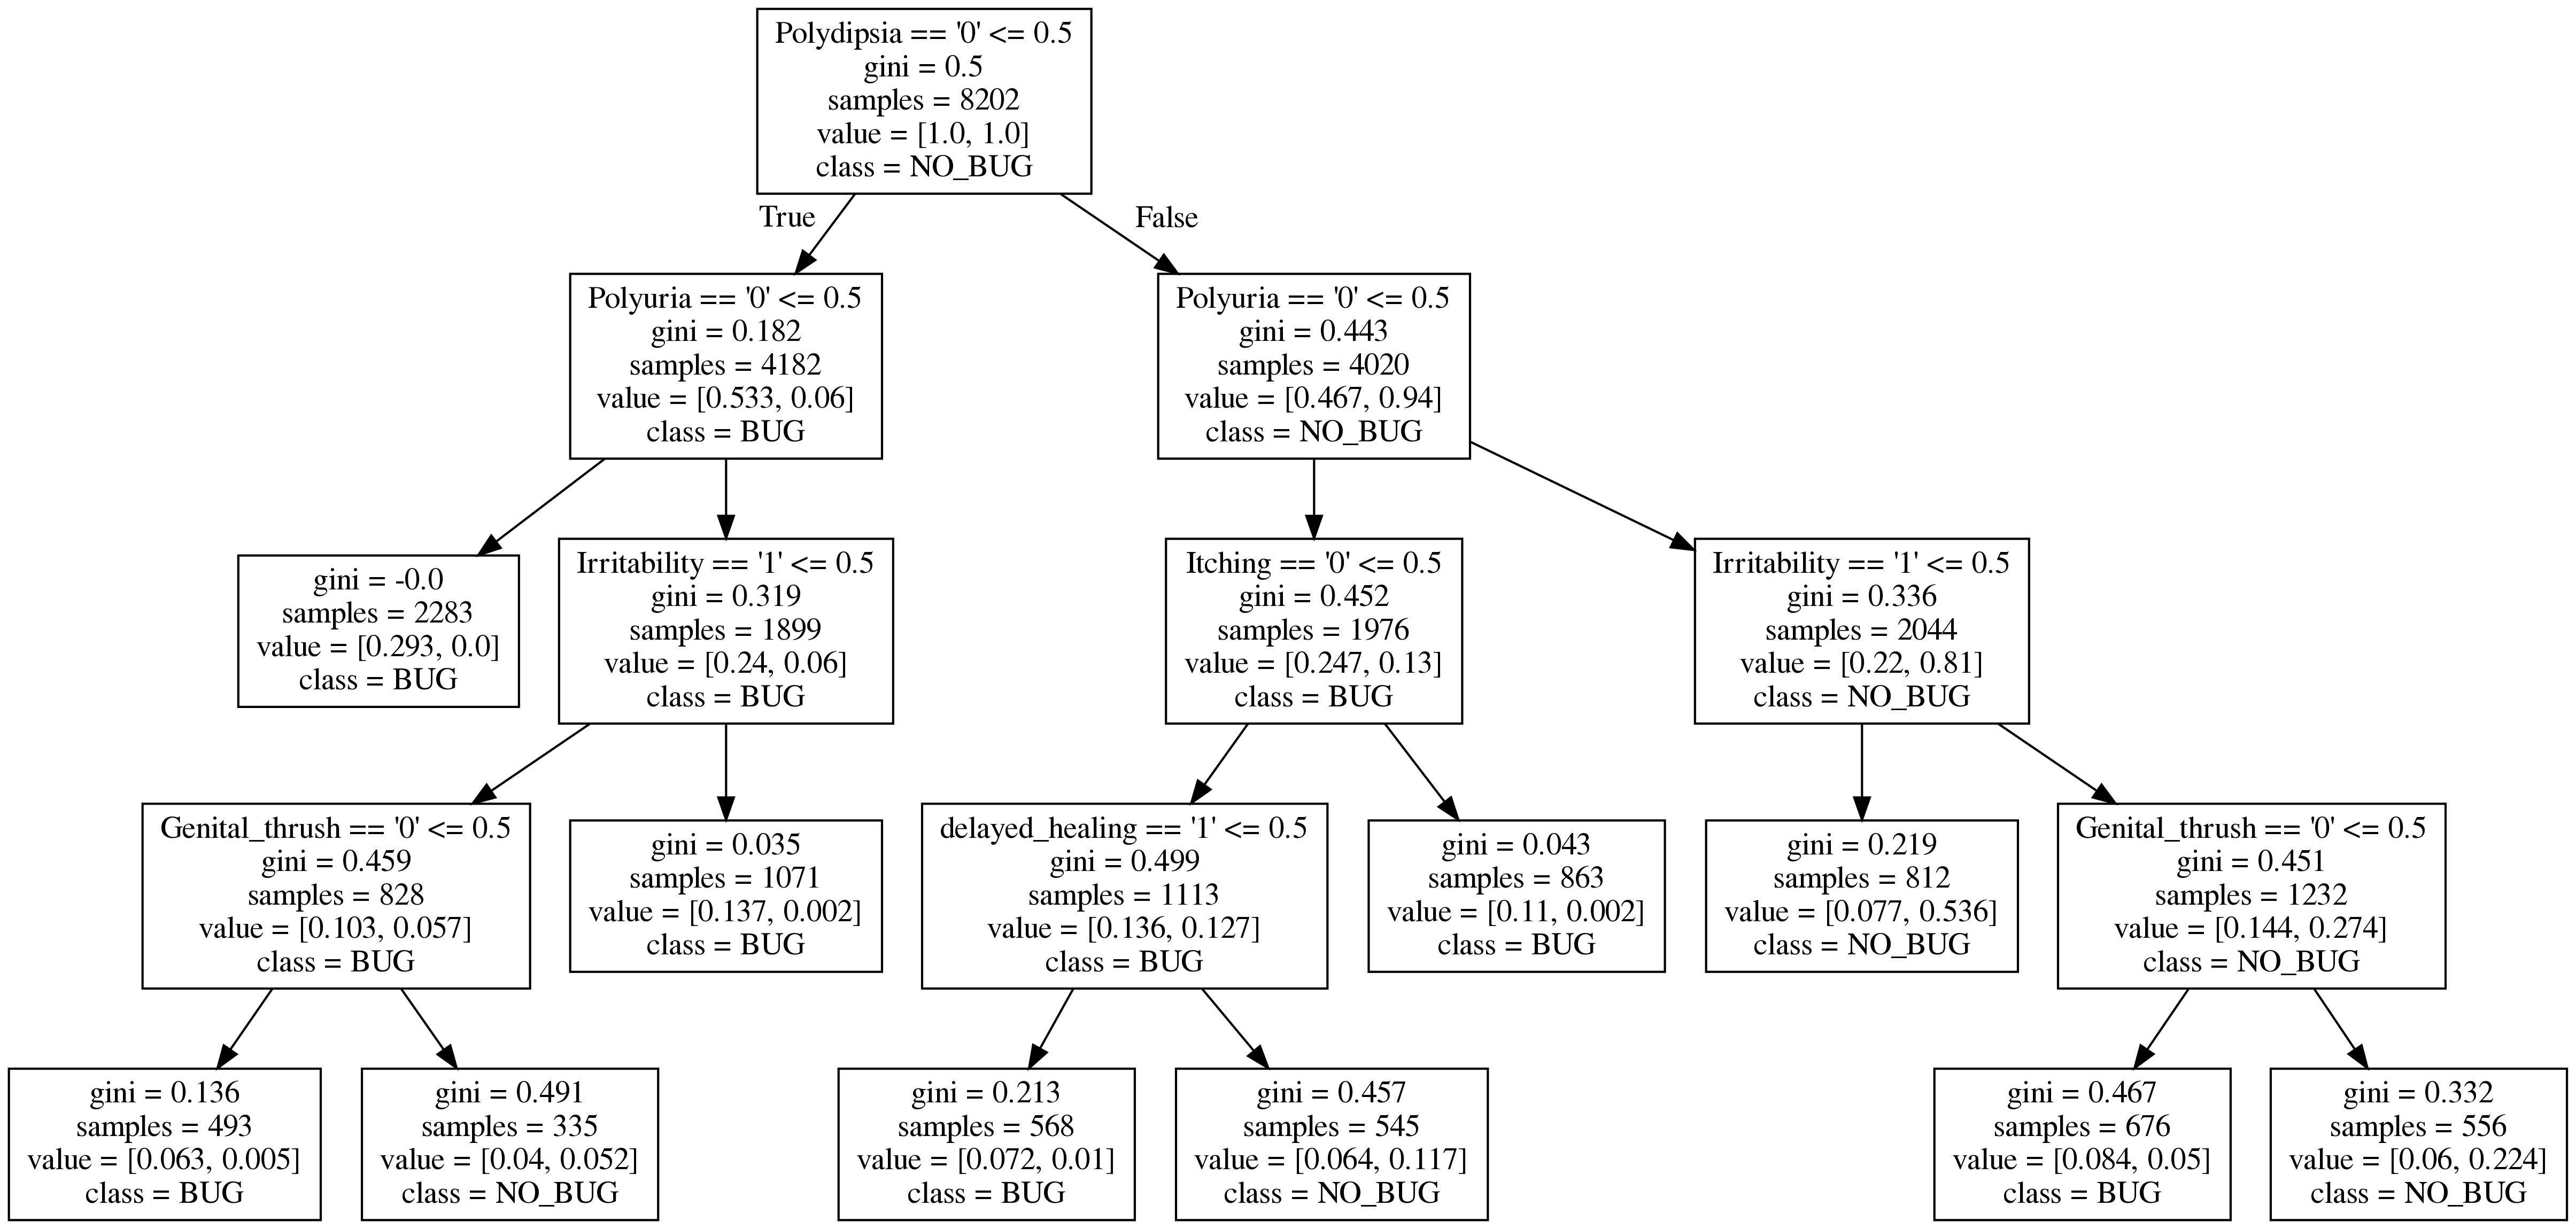 Polydipsia == '0' <= 0.5
gini = 0.5
samples = 8202
value = [1.0, 1.0]
class = NO_BUG
True
False
Polyuria == '0' <= 0.5
gini = 0.182
samples = 4182
value = [0.533, 0.06]
class = BUG
Polyuria == '0' <= 0.5
gini = 0.443
samples = 4020
value = [0.467, 0.94]
class = NO_BUG
gini = -0.0
samples = 2283
value = [0.293, 0.0]
class = BUG
Irritability == '1' <= 0.5
gini = 0.319
samples = 1899
value = [0.24, 0.06]
class = BUG
Itching == '0' <= 0.5
gini = 0.452
samples = 1976
value = [0.247, 0.13]
class = BUG
Irritability == '1' <= 0.5
gini = 0.336
samples = 2044
value = [0.22, 0.81]
class = NO_BUG
Genital_thrush == '0' <= 0.5
gini = 0.459
samples = 828
value = [0.103, 0.057]
class = BUG
gini = 0.035
samples = 1071
value = [0.137, 0.002]
class = BUG
delayed_healing == '1' <= 0.5
gini = 0.499
samples = 1113
value = [0.136, 0.127]
class = BUG
gini = 0.043
samples = 863
value = [0.11, 0.002]
class = BUG
gini = 0.219
samples = 812
value = [0.077, 0.536]
class = NO_BUG
Genital_thrush == '0' <= 0.5
gini = 0.451
samples = 1232
value = [0.144, 0.274]
class = NO_BUG
gini = 0.136
samples = 493
value = [0.063, 0.005]
class = BUG
gini = 0.491
samples = 335
value = [0.04, 0.052]
class = NO_BUG
gini = 0.213
samples = 568
value = [0.072, 0.01]
class = BUG
gini = 0.457
samples = 545
value = [0.064, 0.117]
class = NO_BUG
gini = 0.467
samples = 676
value = [0.084, 0.05]
class = BUG
gini = 0.332
samples = 556
value = [0.06, 0.224]
class = NO_BUG